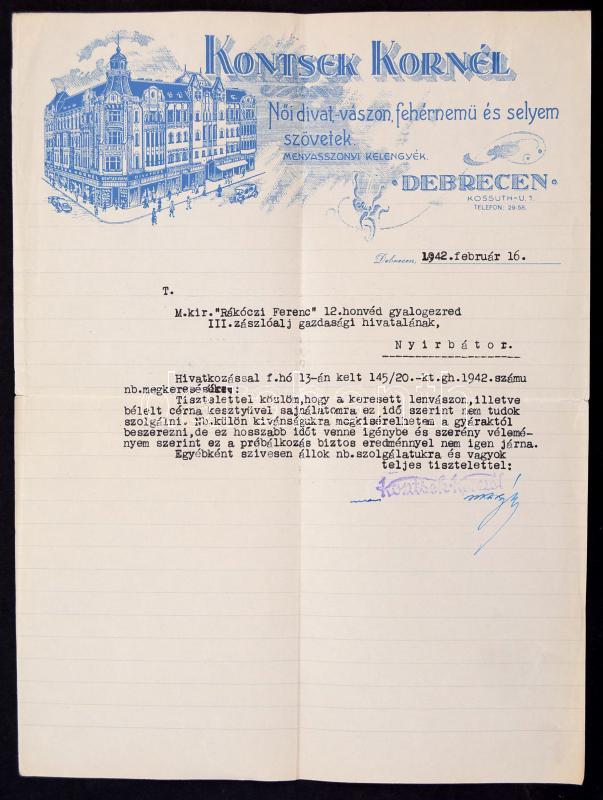 KONTSEK KORNÉL
Női divat,-vászon, fehérnemű és selyem
szövetek.
MENYASSZONYI KELENGYÉK.
DEBRECEN
KOSSUTH-U. 1.
TELEFON: 29-58.
Debrecen, 1942.február 16.
T.
M.kir."Rákóczi Ferenc" 12.honvéd gyalogezred
III.zászlóalj gazdasági hivatalának,
Nyirbátor.
Hivatkozással f.hó 13-án kelt 145/20.-kt.gh.1942.számu
nb.megkeresésükre,:
Tisztelettel közlöm,hogy a keresett lenvászon,illetve
bélelt cérna kesztyüvel sajnálatomra ez idő szerint nem tudok
szolgálni. Nb.külön kivánságukra megkisérelhetem a gyáraktól
beszerezni,de ez hosszabb időt venne igénybe és szerény vélemé-
nyem szerint ez a próbálkozás biztos eredménnyel nem igen járna.
Egyébként szivesen állok nb.szolgálatukra és vagyok
teljes tisztelettel:
Kontsek Kornél